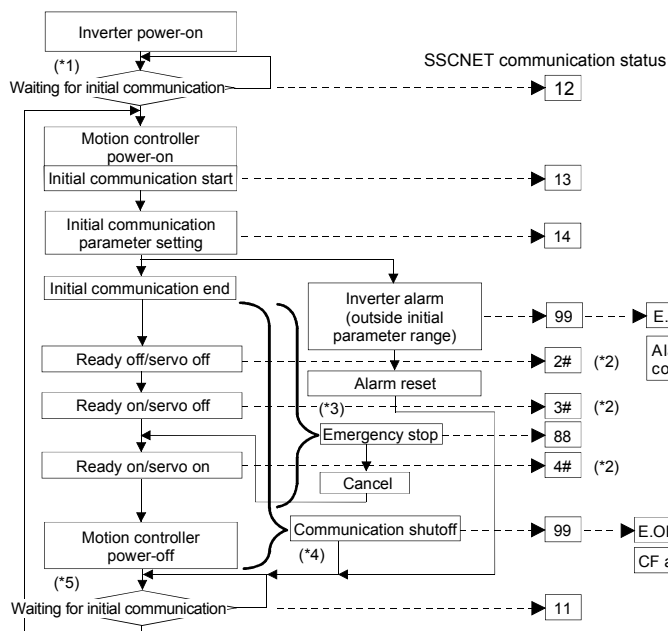 Inverter power-on
(*1)
SSCNET communication status
Waiting for initial communication
12
Motion controller
power-on
Initial communication start
13
Initial communication
parameter setting
14
Initial communication end
Inverter alarm
(outside initial
parameter range)
99
E.
Ready off/servo off
2#
(*2)
Alarm reset
Ready on/servo off
(*3)
3#
(*2)
Emergency stop
88
Ready on/servo on
4#
(*2)
Cancel
Motion controller
power-off
Communication shutoff
99
(*4)
CF a
(*5)
Waiting for initial communication
11